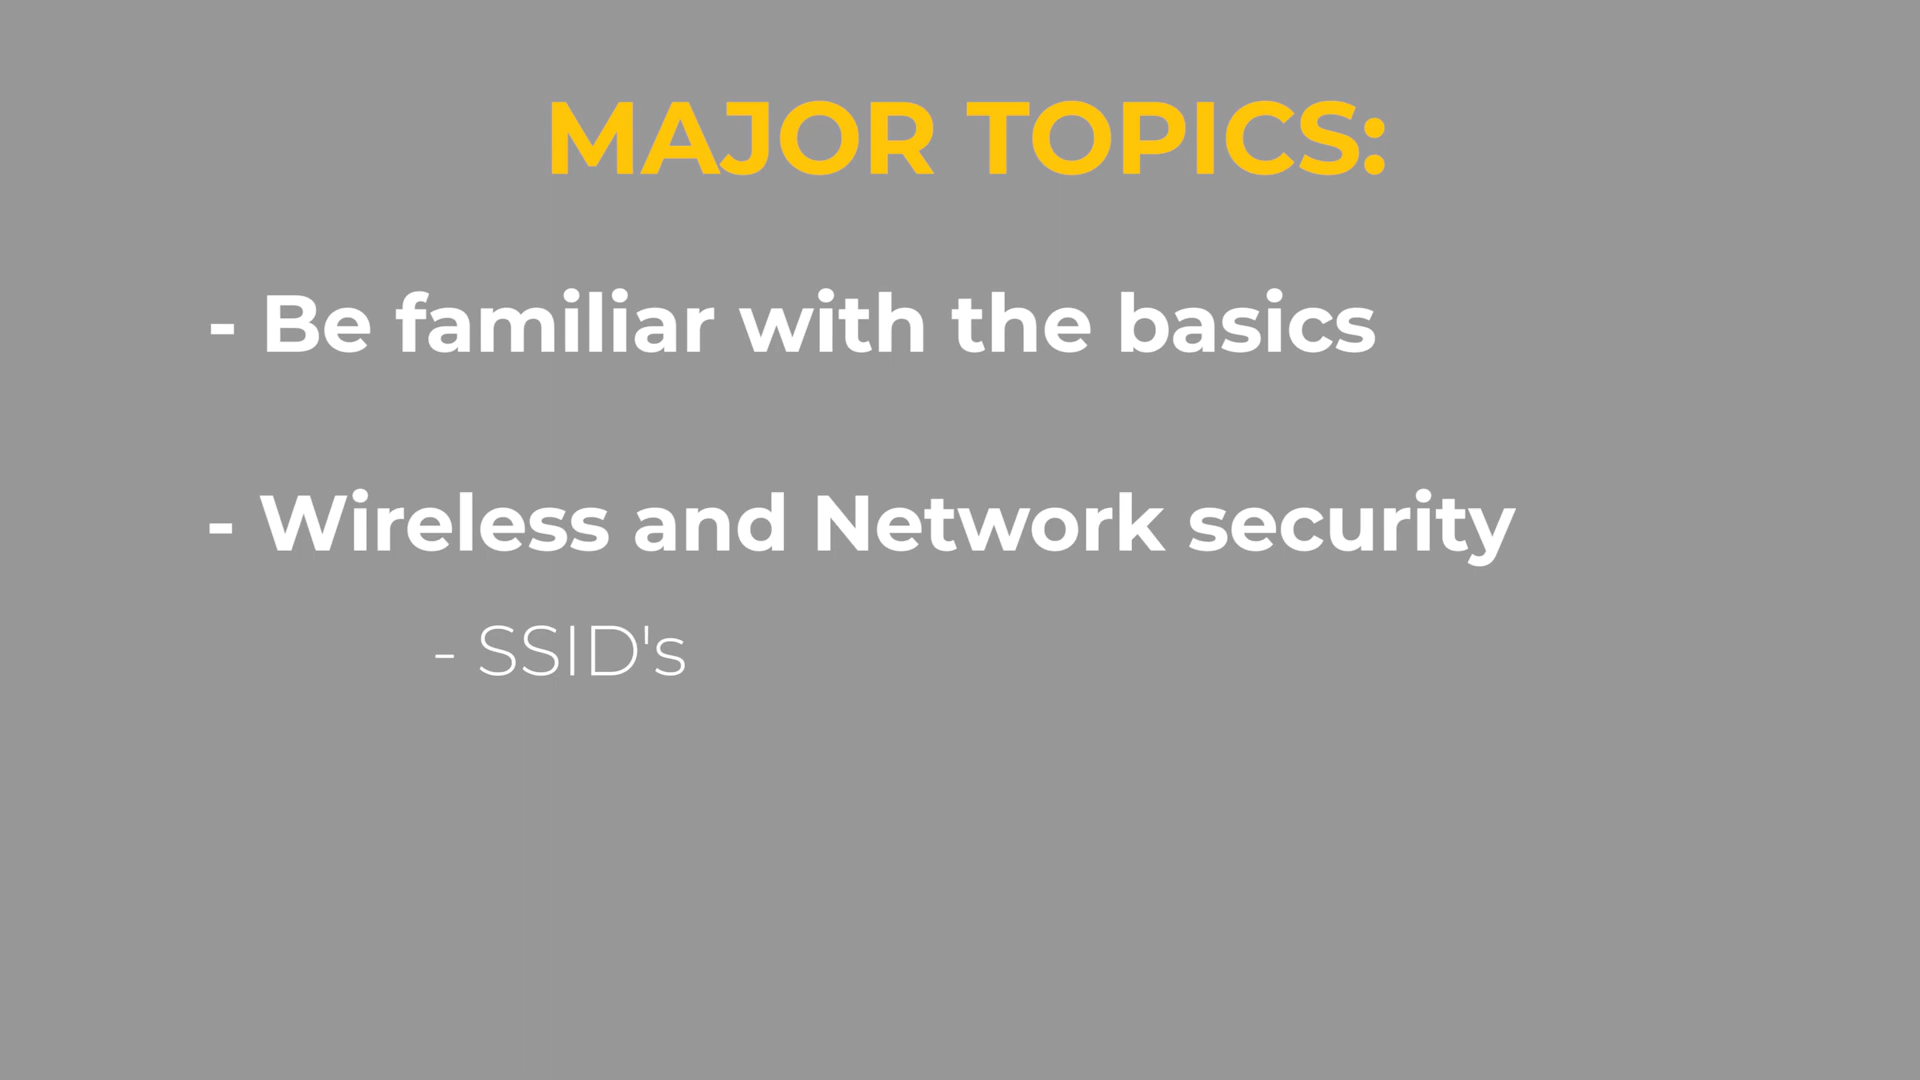 MAJOR TOPICS:
- Be familiar with the basics
- Wireless and Network security
- SSID's